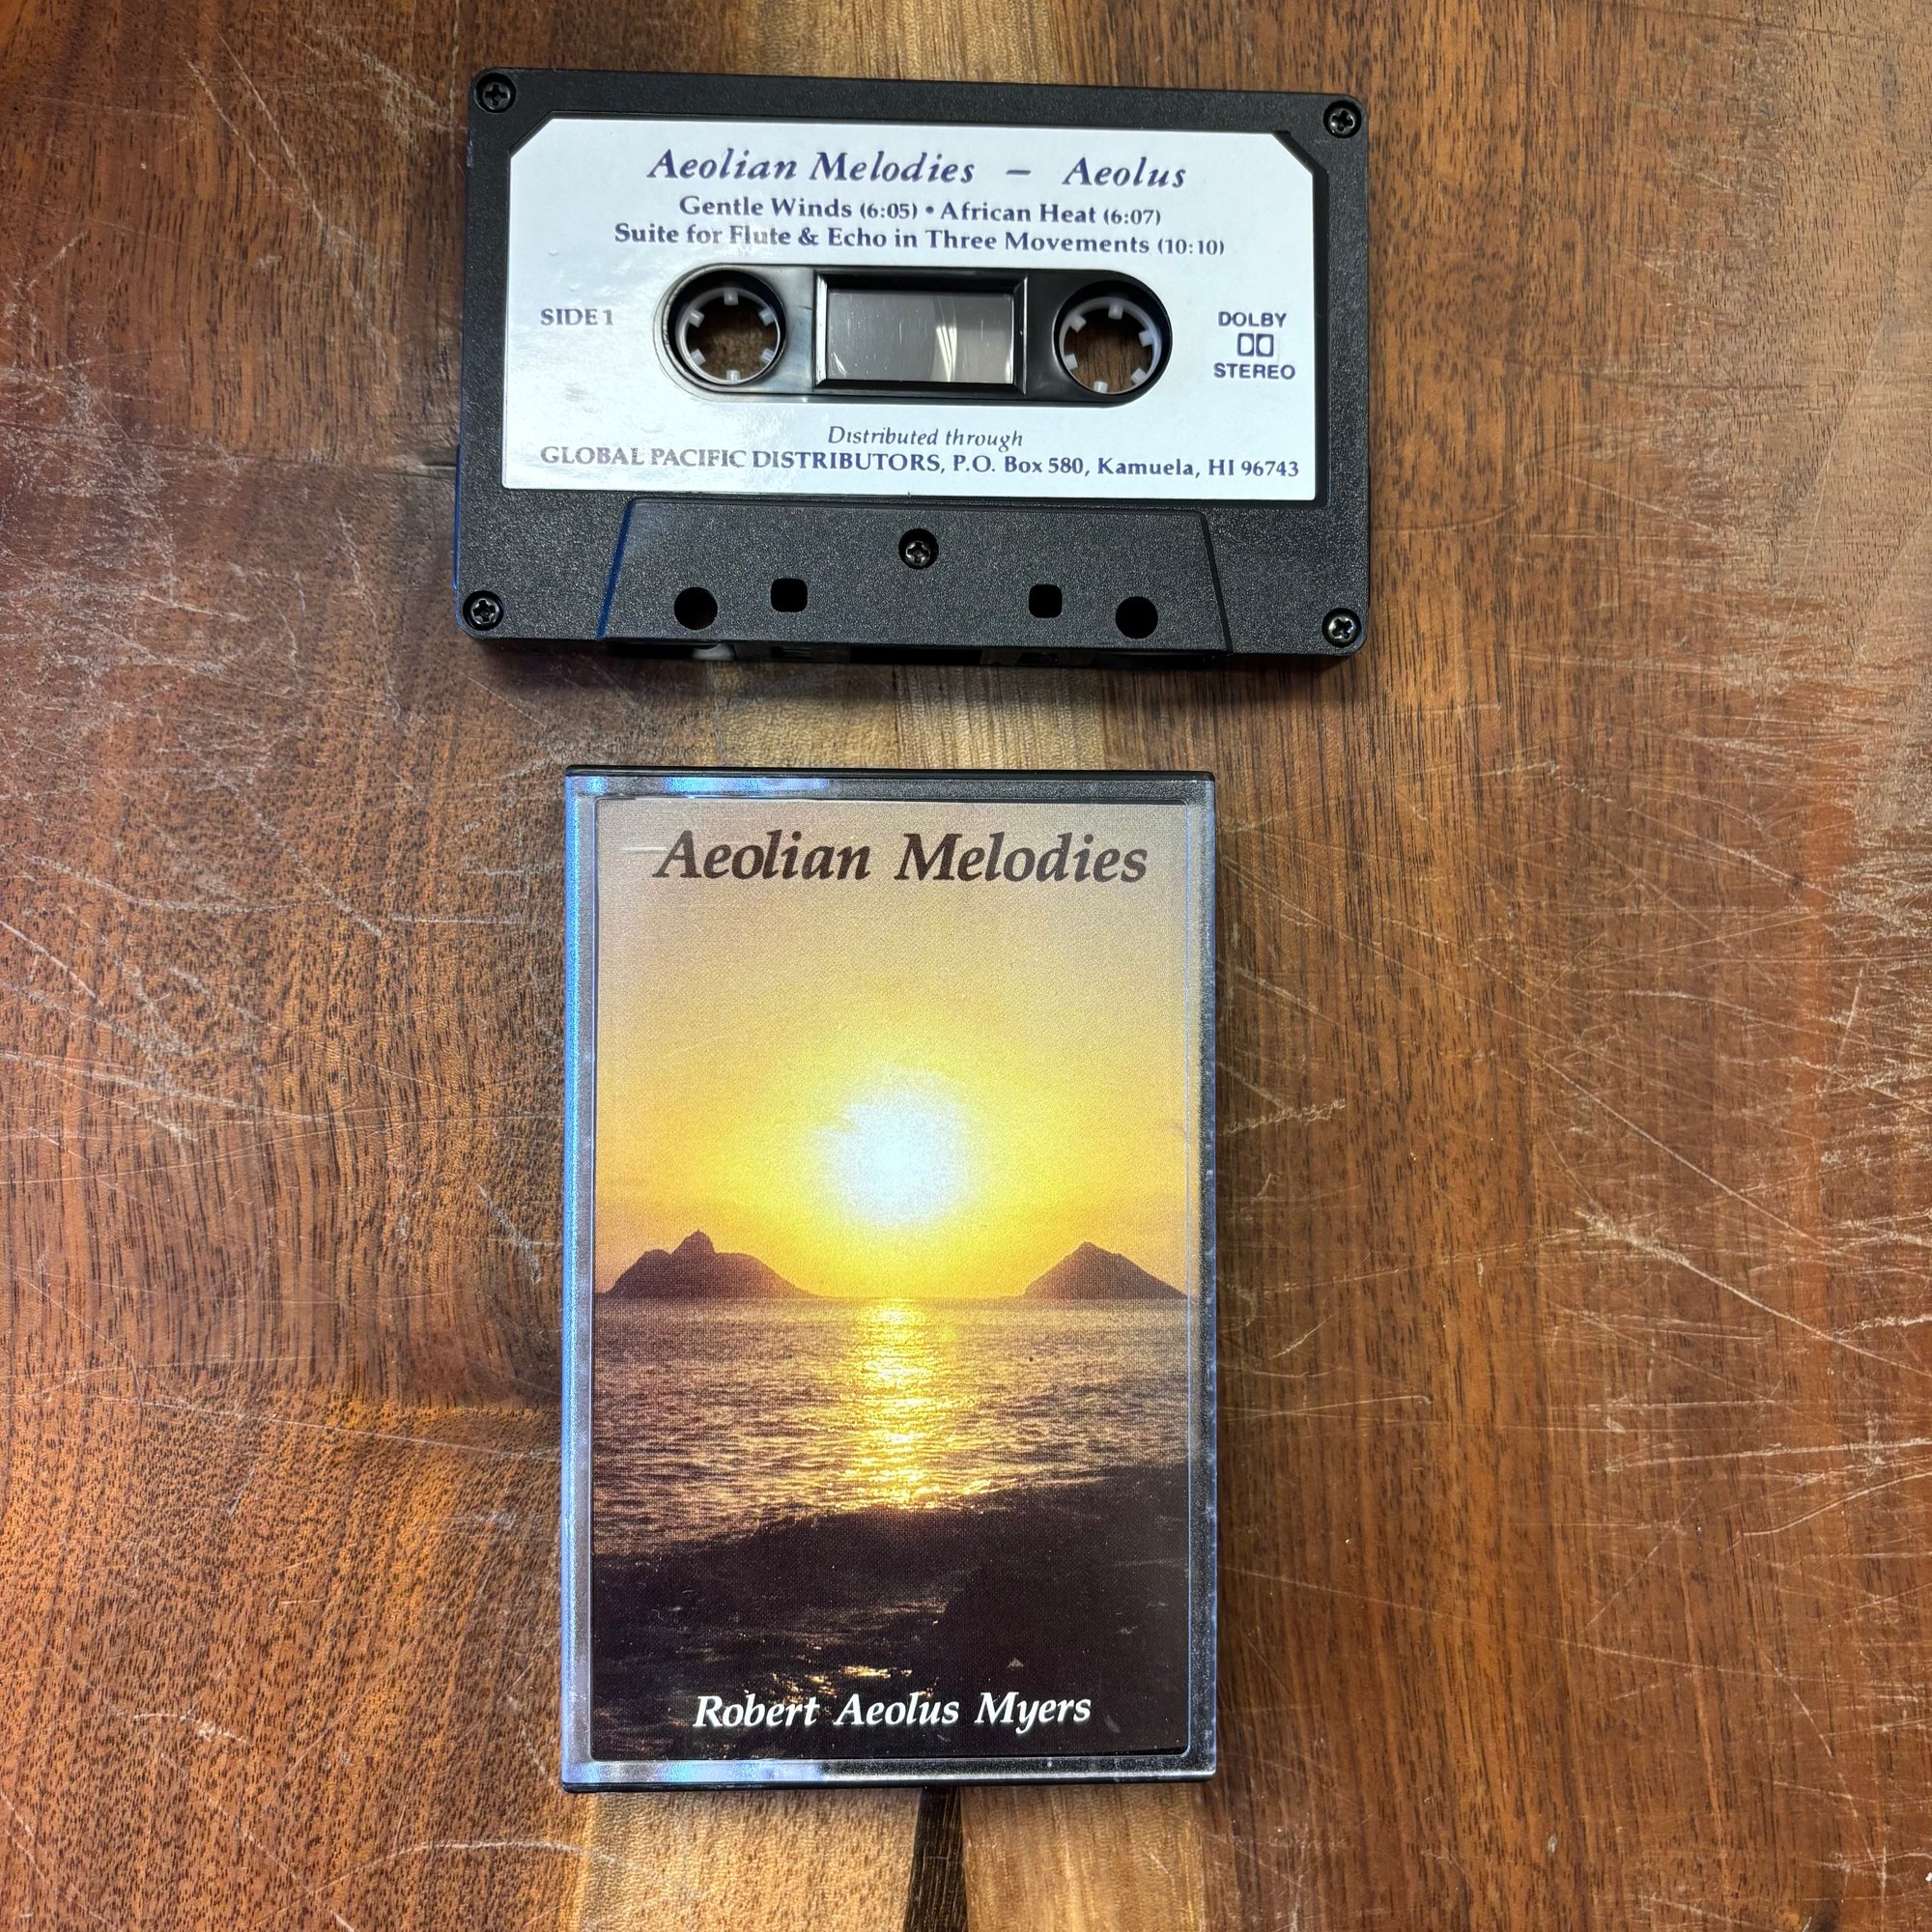 Aeolian Melodies – Aeolus
Gentle Winds (6:05) • African Heat (6:07)
Suite for Flute & Echo in Three Movements (10:10)
SIDE 1
DOLBY
STEREO
Distributed through
GLOBAL PACIFIC DISTRIBUTORS, P.O. Box 580, Kamuela, HI 96743
Aeolian Melodies
Robert Aeolus Myers